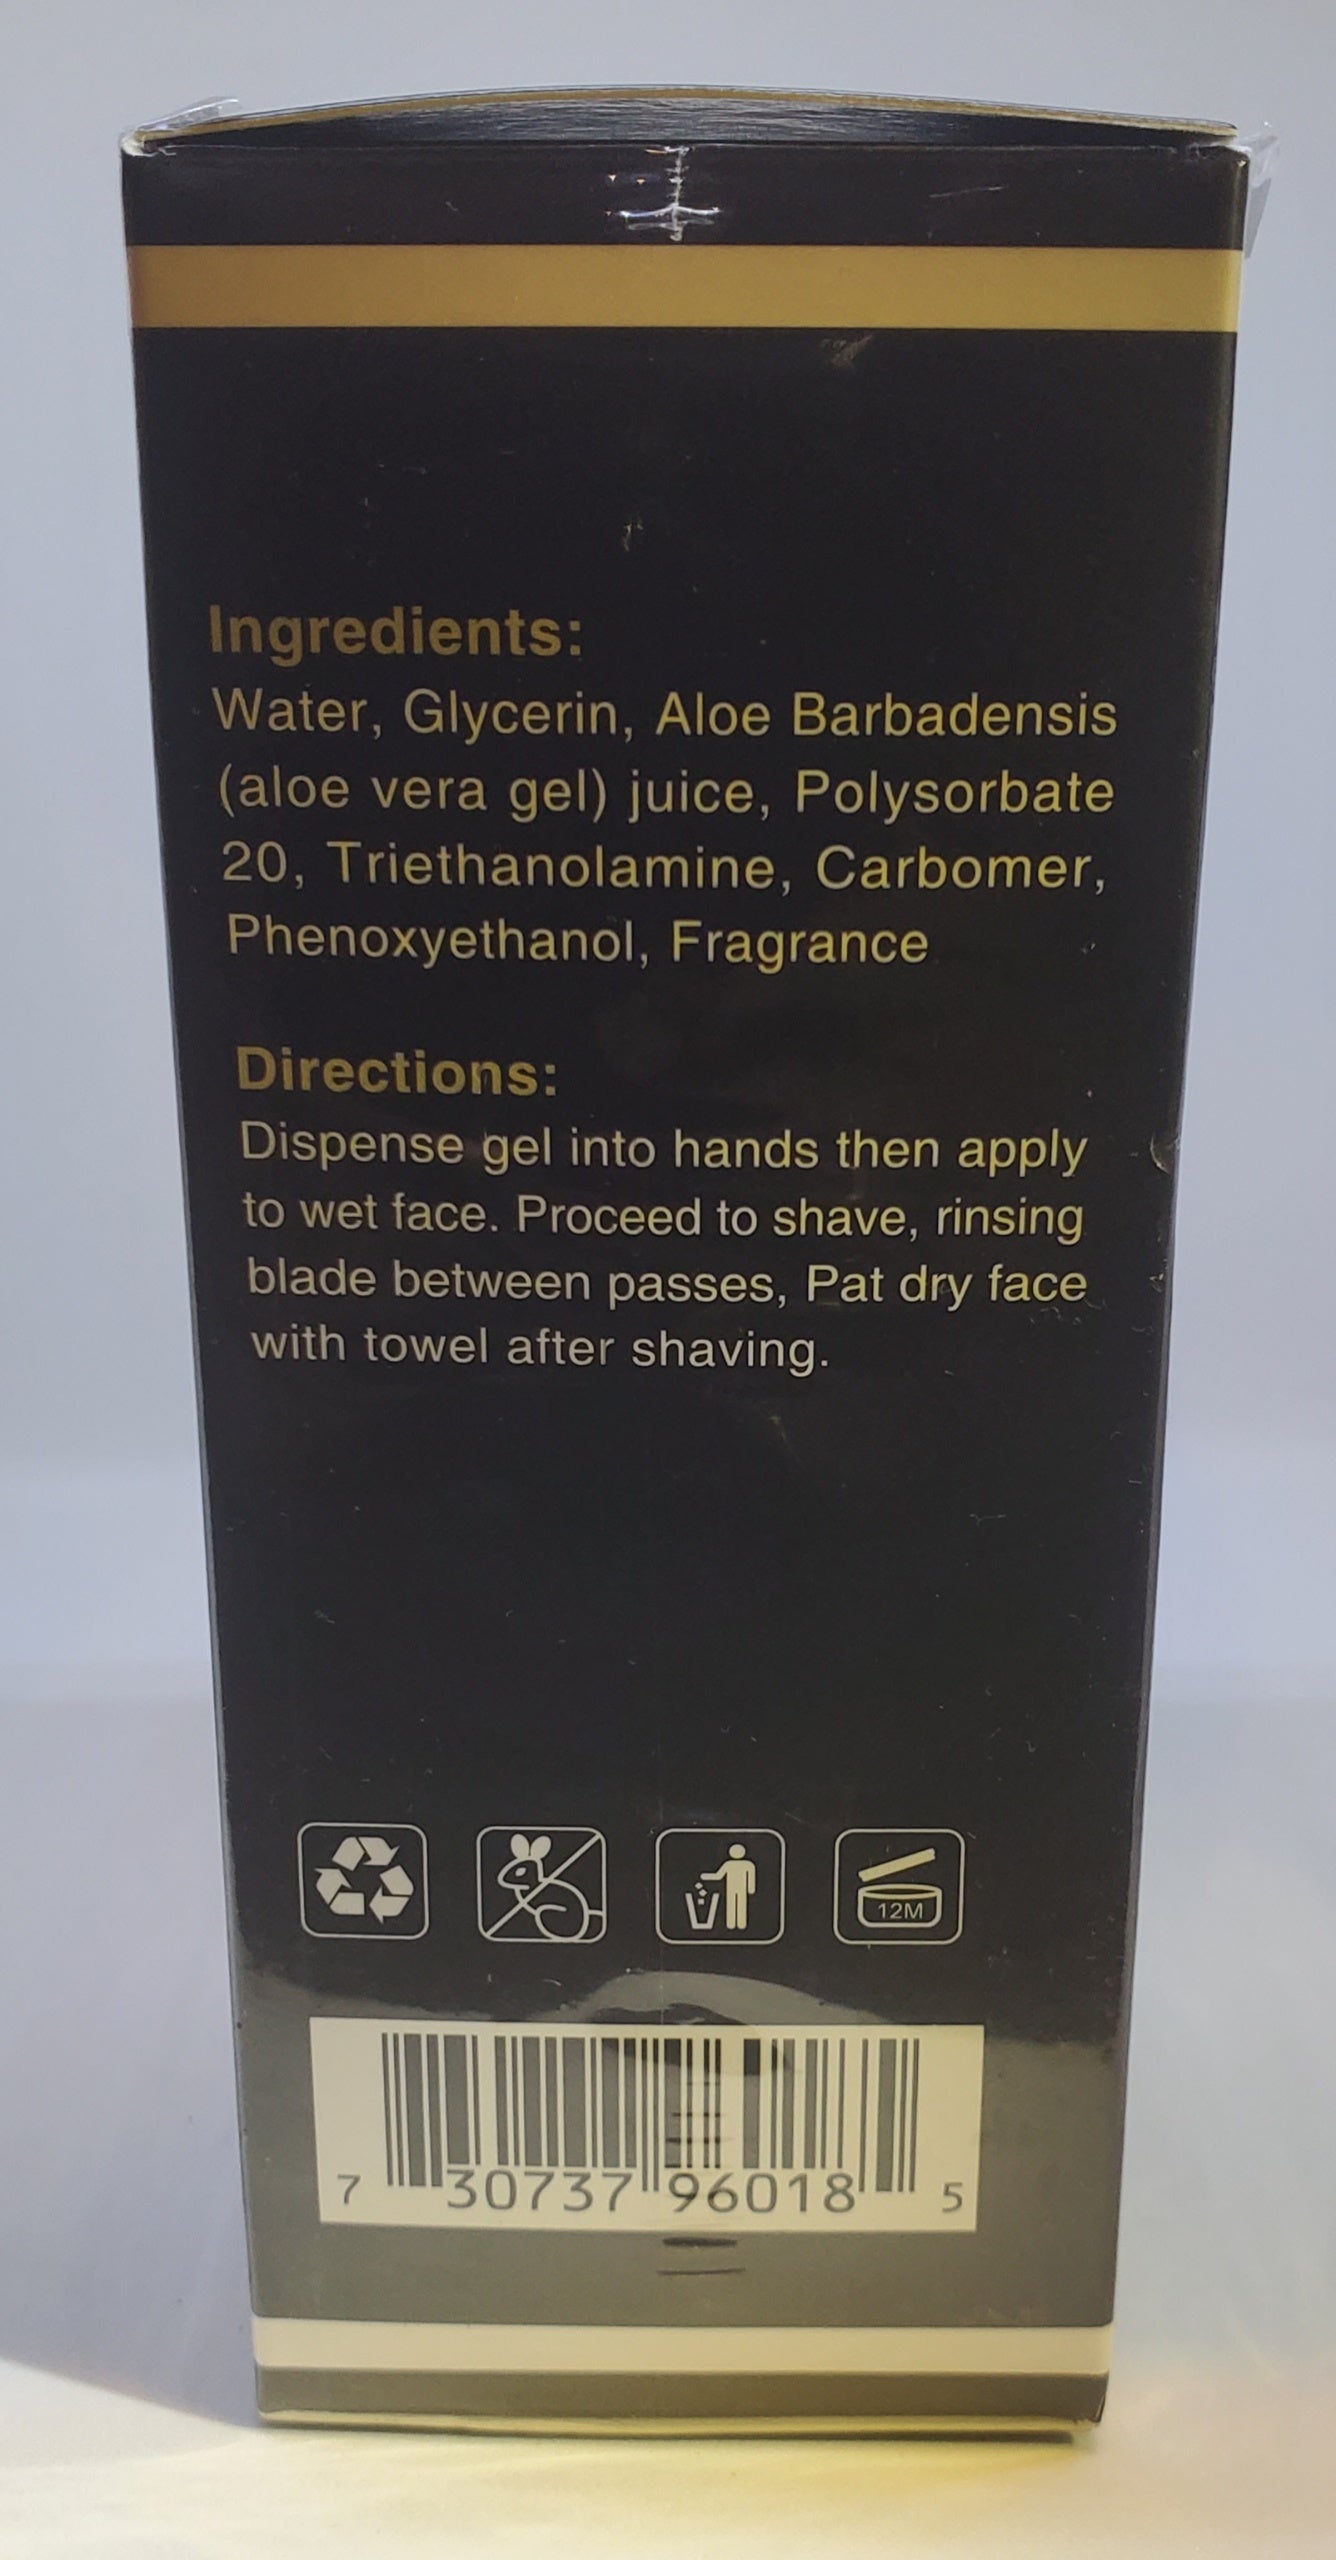 Ingredients:
Water, Glycerin, Aloe Barbadensis
(aloe vera gel) juice, Polysorbate
20, Triethanolamine, Carbomer,
Phenoxyethanol, Fragrance
Directions:
Dispense gel into hands then apply
to wet face. Proceed to shave, rinsing
blade between passes, Pat dry face
with towel after shaving.
12M
7 30737 96018 5